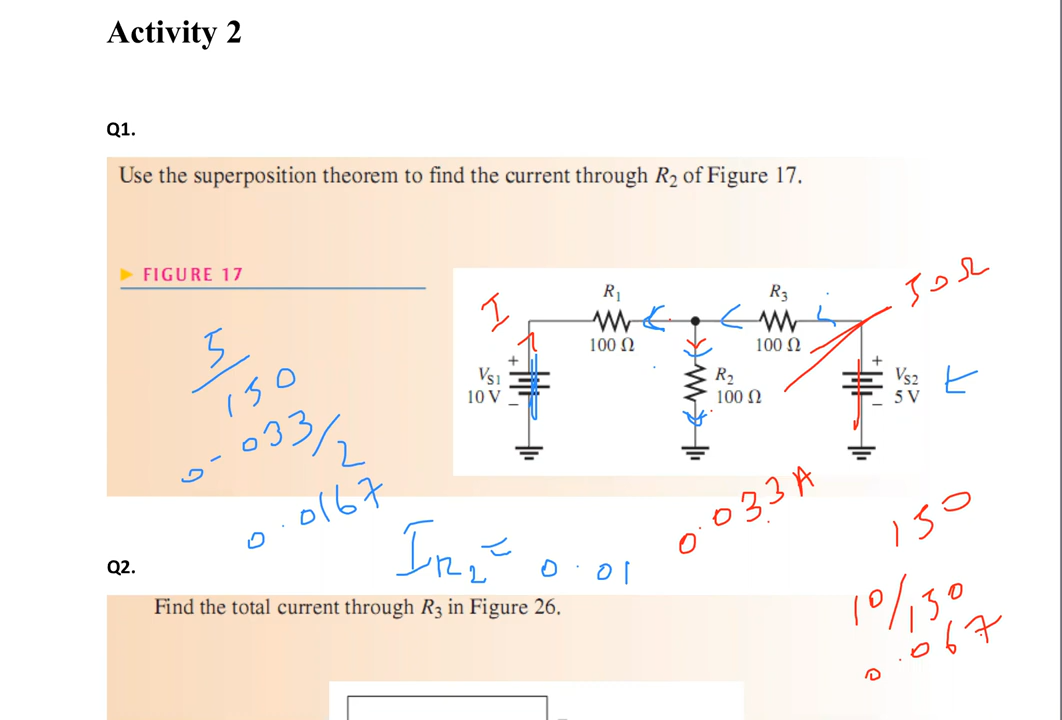 Activity 2
Q1.
Use the superposition theorem to find the current through R2 of Figure 17.
FIGURE 17
I
R1
100 Ω
R3
100 Ω
50Ω
+
VS1
10 V
–
R2
100 Ω
+
VS2
5 V
–
5/150
0.033/2
0.0167
0.033A
150
10/150
0.067
IR2 = 0.01
Q2.
Find the total current through R3 in Figure 26.